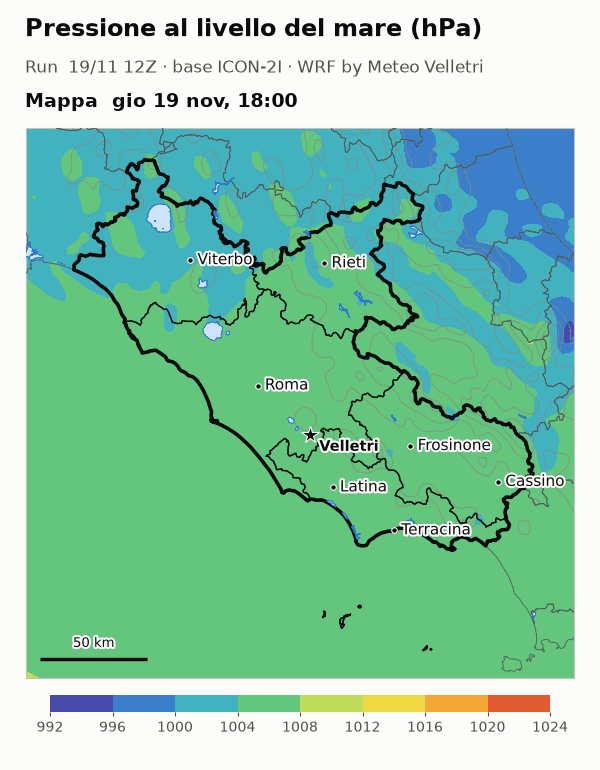 Pressione al livello del mare (hPa)
Run  19/11 12Z · base ICON-2I · WRF by Meteo Velletri
Mappa  gio 19 nov, 18:00
Viterbo
Rieti
Roma
Velletri
Frosinone
Latina
Cassino
Terracina
50 km
992 996 1000 1004 1008 1012 1016 1020 1024